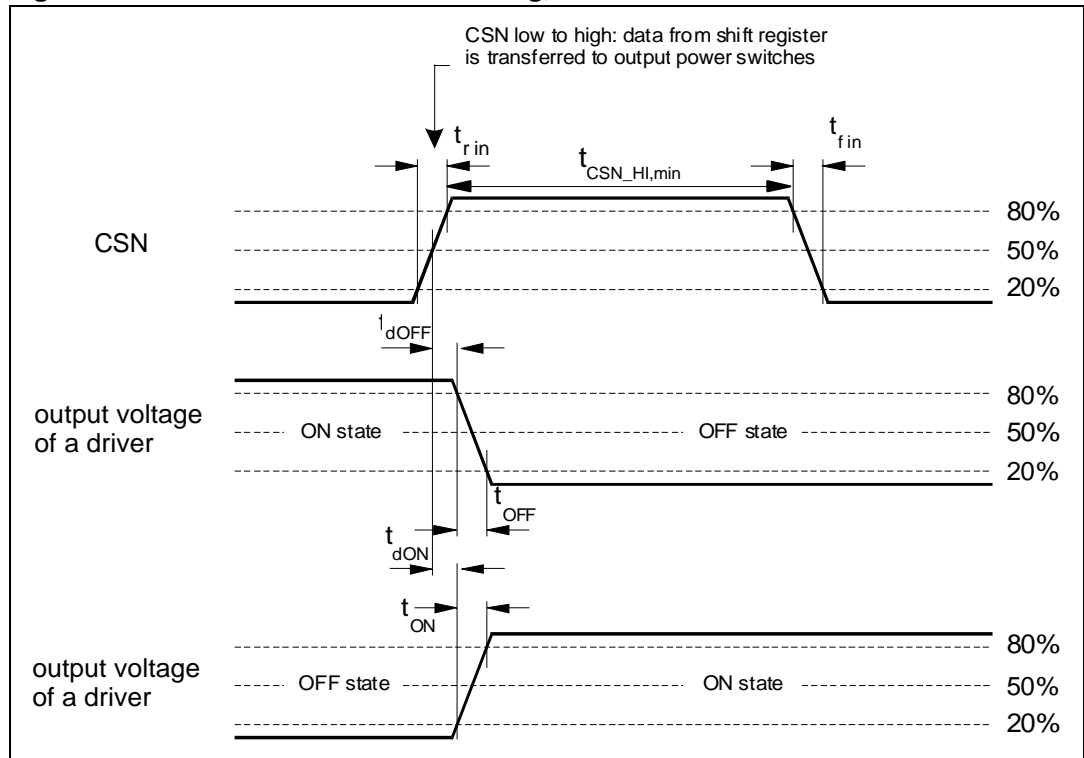 CSN low to high: data from shift register
is transferred to output power switches
t r in
t CSN_HI,min
t f in
CSN
80%
50%
20%
t dOFF
output voltage
of a driver
ON state
OFF state
80%
50%
20%
t OFF
t dON
t ON
output voltage
of a driver
OFF state
ON state
80%
50%
20%